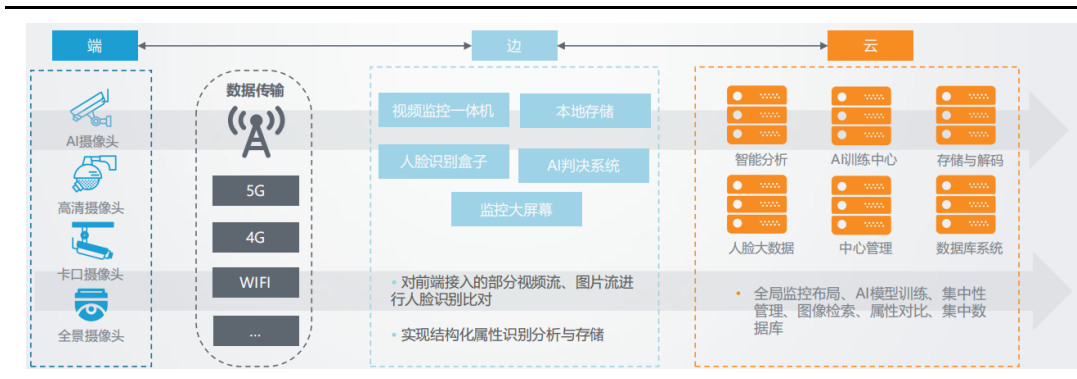 端
边
云
AI摄像头
高清摄像头
卡口摄像头
全景摄像头
数据传输
5G
4G
WIFI
...
视频监控一体机
本地存储
人脸识别盒子
AI判决系统
监控大屏幕
• 对前端接入的部分视频流、图片流进
行人脸识别比对
• 实现结构化属性识别分析与存储
智能分析
AI训练中心
存储与解码
人脸大数据
中心管理
数据库系统
• 全局监控布局、AI模型训练、集中性
管理、图像检索、属性对比、集中数
据库